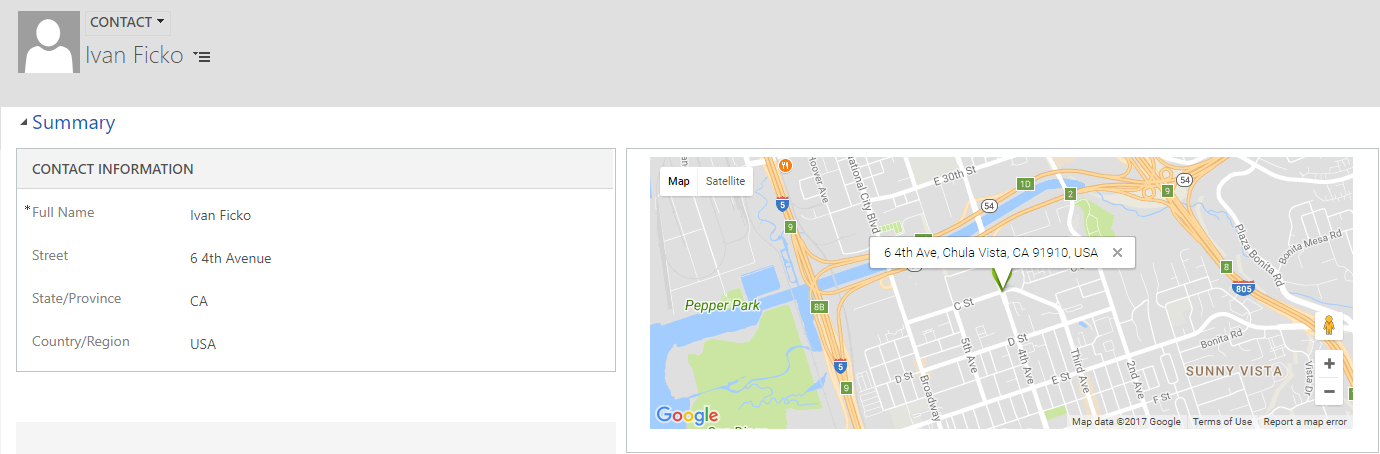 CONTACT
Ivan Ficko
Summary
CONTACT INFORMATION
*Full Name Ivan Ficko
Street 6 4th Avenue
State/Province CA
Country/Region USA
Map Satellite
Hoover Ave
National City Blvd
E 30th St
1D
54
2
9
54
5
9
Plaza Bonita Rd
Bonita Mesa Rd
6 4th Ave, Chula Vista, CA 91910, USA
8
805
Pepper Park
8B
C St
D St
Bonita Rd
5
5th Ave
4th Ave
Third Ave
2nd Ave
E St
D St
Broadway
F St
9
SUNNY VISTA
Vista Dr
Google
Map data ©2017 Google Terms of Use Report a map error